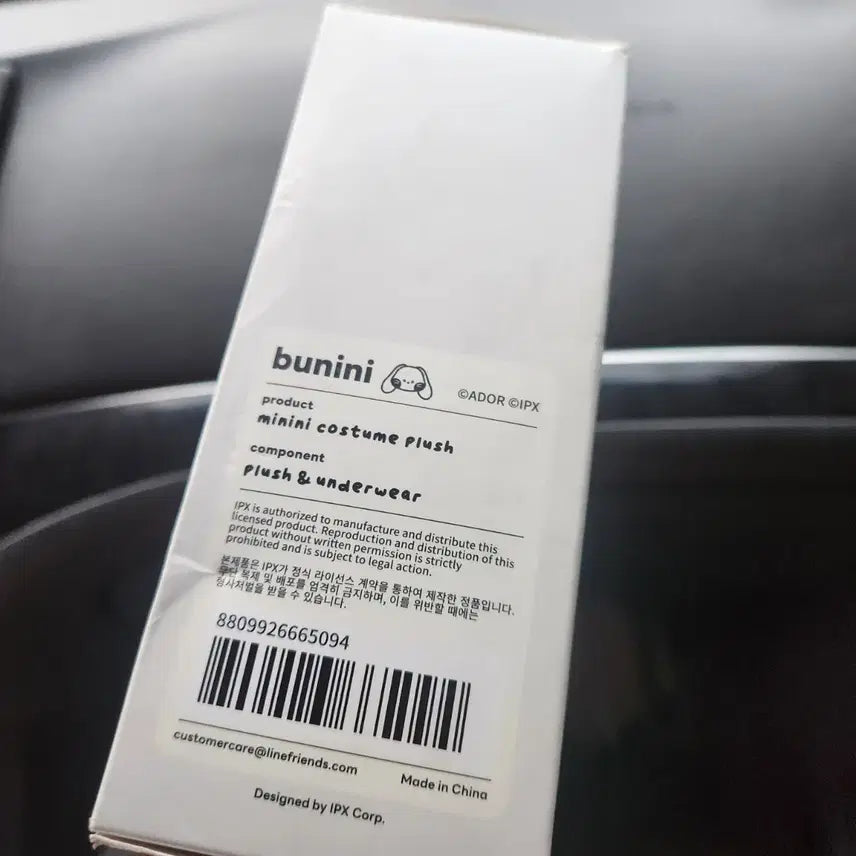 bunini
©ADOR ©IPX
product
minini costume plush
component
plush & underwear
IPX is authorized to manufacture and distribute this
licensed product. Reproduction and distribution of this
product without written permission is strictly
prohibited and is subject to legal action.
본제품은 IPX가 정식 라이선스 계약을 통하여 제작한 정품입니다.
무단 복제 및 배포를 엄격히 금지하며, 이를 위반할 때에는
형사처벌을 받을 수 있습니다.
8809926665094
customercare@linefriends.com
Made in China
Designed by IPX Corp.